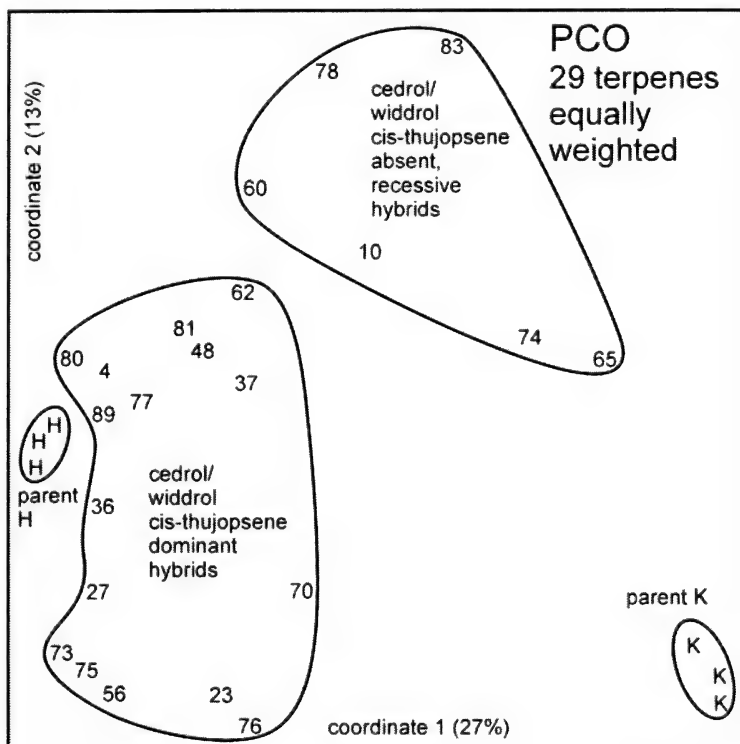 PCO
29 terpenes
equally
weighted
coordinate 2 (13%)
83
78
cedrol/
widdrol
cis-thujopsene
absent,
recessive
hybrids
60
10
74
65
62
81
48
80
4
37
77
89
H
H
H
parent
H
36
cedrol/
widdrol
cis-thujopsene
dominant
hybrids
27
70
73
75
56
23
76
parent K
K
K
K
coordinate 1 (27%)